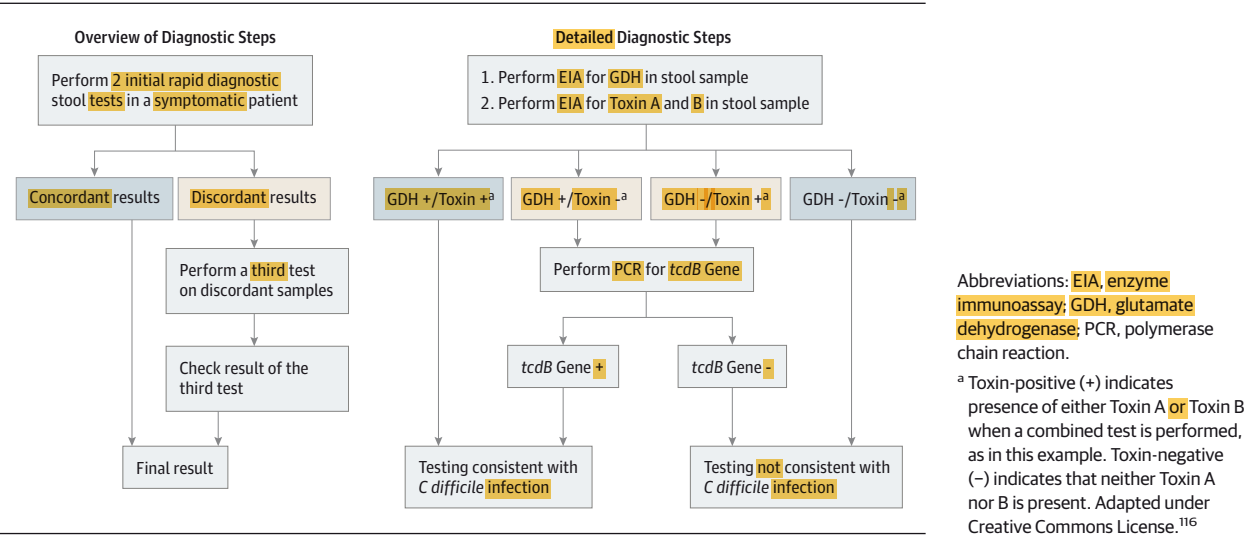 Overview of Diagnostic Steps
Perform 2 initial rapid diagnostic
stool tests in a symptomatic patient
Concordant results
Discordant results
Perform a third test
on discordant samples
Check result of the
third test
Final result
Detailed Diagnostic Steps
1. Perform EIA for GDH in stool sample
2. Perform EIA for Toxin A and B in stool sample
GDH +/Toxin +a
GDH +/Toxin -a
GDH -/Toxin +a
GDH -/Toxin -a
Perform PCR for tcdB Gene
tcdB Gene +
tcdB Gene -
Testing consistent with
C difficile infection
Testing not consistent with
C difficile infection
Abbreviations: EIA, enzyme
immunoassay; GDH, glutamate
dehydrogenase; PCR, polymerase
chain reaction.
a Toxin-positive (+) indicates
presence of either Toxin A or Toxin B
when a combined test is performed,
as in this example. Toxin-negative
(−) indicates that neither Toxin A
nor B is present. Adapted under
Creative Commons License.116